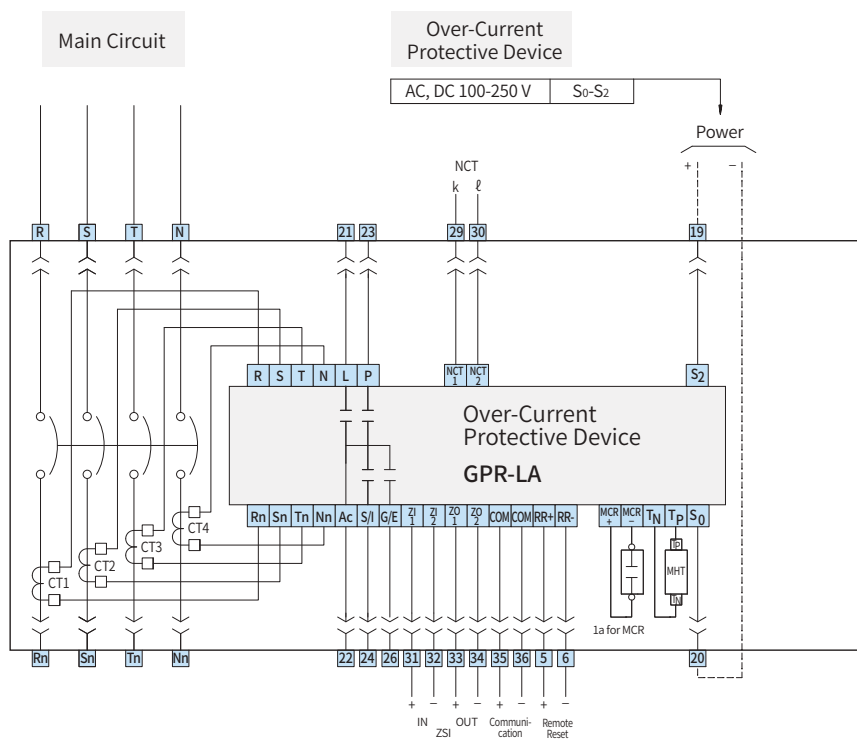 Main Circuit
Over-Current
Protective Device
AC, DC 100-250 V S0-S2
Power
+ −
NCT
k ℓ
R S T N 21 23 29 30 19
R S T N L P NCT 1 NCT 2 S2
Over-Current
Protective Device
GPR-LA
Rn Sn Tn Nn Ac S/I G/E ZI 1 ZI 2 ZO 1 ZO 2 COM COM RR+ RR- MCR + MCR − TN TP S0
CT4
CT3
CT2
CT1
TP
MHT
TN
1a for MCR
Rn Sn Tn Nn 22 24 26 31 32 33 34 35 36 5 6 20
+ − + − + − + −
IN OUT Communi-
cation
Remote
Reset
ZSI